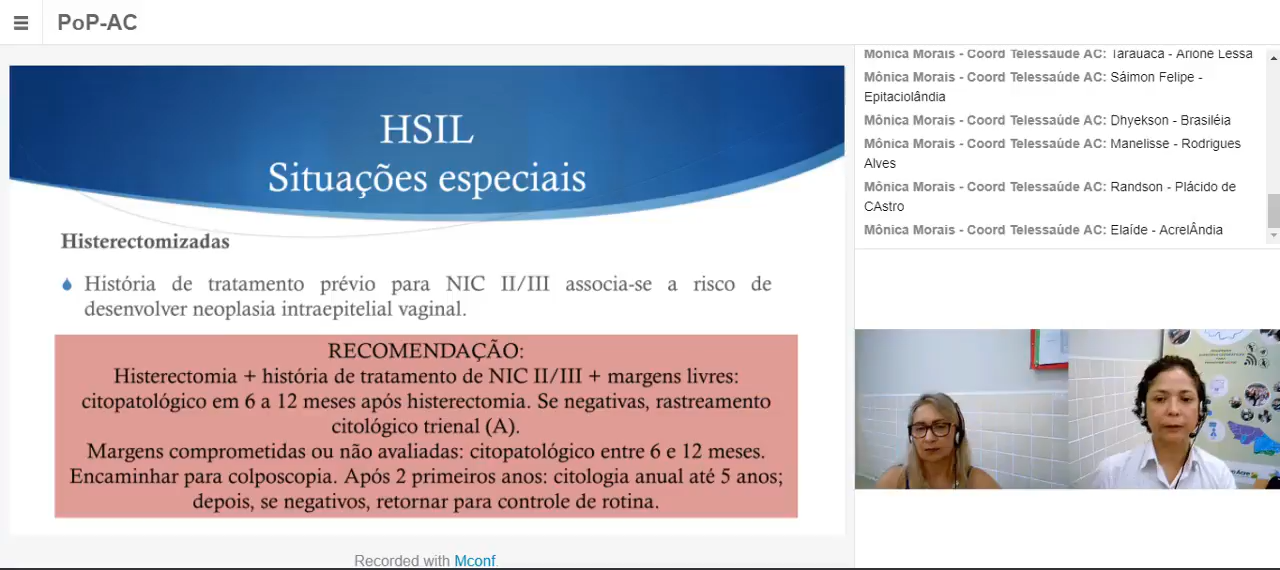 PoP-AC
HSIL
Situações especiais
Histerectomizadas
História de tratamento prévio para NIC II/III associa-se a risco de
desenvolver neoplasia intraepitelial vaginal.
RECOMENDAÇÃO:
Histerectomia + história de tratamento de NIC II/III + margens livres:
citopatológico em 6 a 12 meses após histerectomia. Se negativas, rastreamento
citológico trienal (A).
Margens comprometidas ou não avaliadas: citopatológico entre 6 e 12 meses.
Encaminhar para colposcopia. Após 2 primeiros anos: citologia anual até 5 anos;
depois, se negativos, retornar para controle de rotina.
Recorded with Mconf.
Mônica Morais - Coord Telessaúde AC: Tarauacá - Arione Lessa
Mônica Morais - Coord Telessaúde AC: Sáimon Felipe -
Epitaciolândia
Mônica Morais - Coord Telessaúde AC: Dhyekson - Brasiléia
Mônica Morais - Coord Telessaúde AC: Manelisse - Rodrigues
Alves
Mônica Morais - Coord Telessaúde AC: Randson - Plácido de
CAstro
Mônica Morais - Coord Telessaúde AC: Elaíde - AcrelÂndia